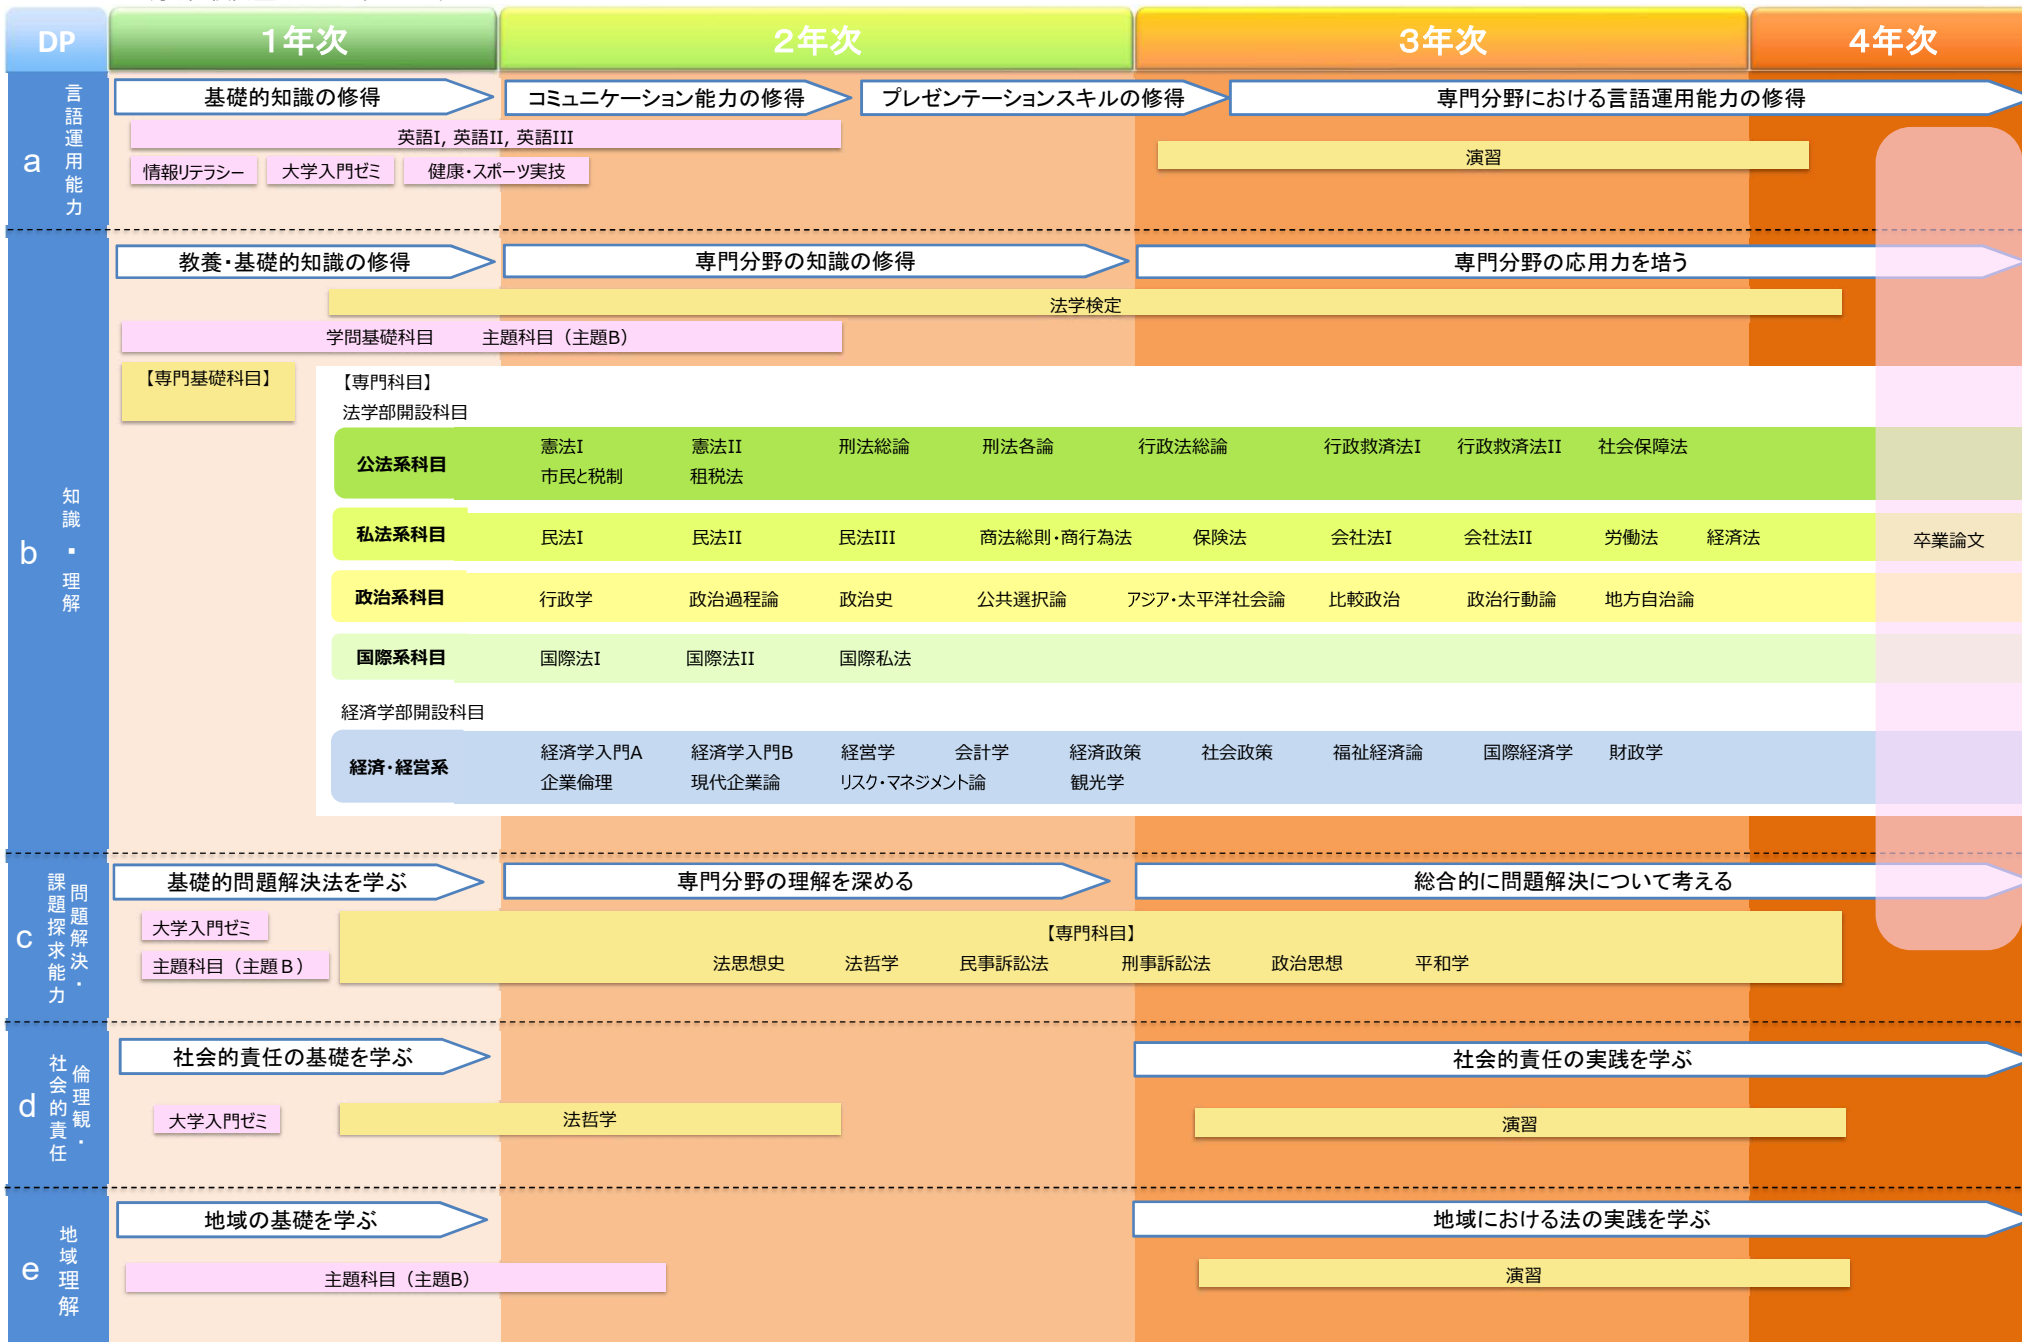 DP
1年次
2年次
3年次
4年次
a
言語運用能力
基礎的知識の修得
コミュニケーション能力の修得
プレゼンテーションスキルの修得
専門分野における言語運用能力の修得
英語I, 英語II, 英語III
演習
情報リテラシー
大学入門ゼミ
健康・スポーツ実技
b
知識・理解
教養・基礎的知識の修得
専門分野の知識の修得
専門分野の応用力を培う
法学検定
学問基礎科目 主題科目（主題B）
【専門基礎科目】
【専門科目】
法学部開設科目
公法系科目
憲法I 憲法II 刑法総論 刑法各論 行政法総論 行政救済法I 行政救済法II 社会保障法
市民と税制 租税法
私法系科目
民法I 民法II 民法III 商法総則・商行為法 保険法 会社法I 会社法II 労働法 経済法
卒業論文
政治系科目
行政学 政治過程論 政治史 公共選択論 アジア・太平洋社会論 比較政治 政治行動論 地方自治論
国際系科目
国際法I 国際法II 国際私法
経済学部開設科目
経済・経営系
経済学入門A 経済学入門B 経営学 会計学 経済政策 社会政策 福祉経済論 国際経済学 財政学
企業倫理 現代企業論 リスク・マネジメント論 観光学
c
問題解決・
課題探求能力
基礎的問題解決法を学ぶ
専門分野の理解を深める
総合的に問題解決について考える
大学入門ゼミ
主題科目（主題Ｂ）
【専門科目】
法思想史 法哲学 民事訴訟法 刑事訴訟法 政治思想 平和学
d
倫理観・
社会的責任
社会的責任の基礎を学ぶ
社会的責任の実践を学ぶ
大学入門ゼミ
法哲学
演習
e
地域理解
地域の基礎を学ぶ
地域における法の実践を学ぶ
主題科目（主題B）
演習